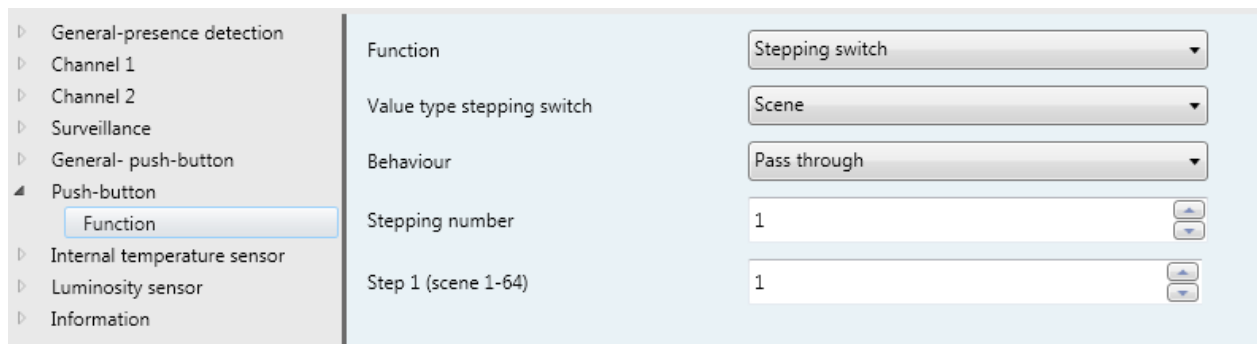 General-presence detection
Channel 1
Channel 2
Surveillance
General- push-button
Push-button
Function
Internal temperature sensor
Luminosity sensor
Information
Function Stepping switch
Value type stepping switch Scene
Behaviour Pass through
Stepping number 1
Step 1 (scene 1-64) 1